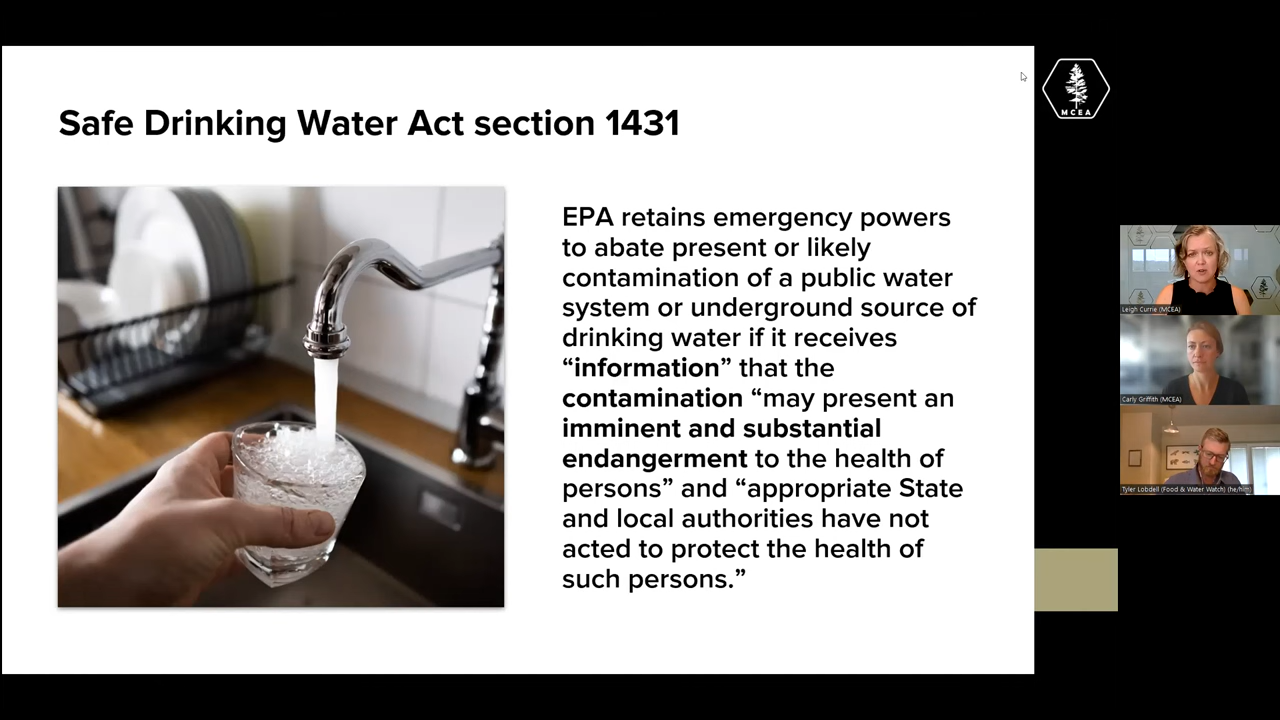 Safe Drinking Water Act section 1431
EPA retains emergency powers
to abate present or likely
contamination of a public water
system or underground source of
drinking water if it receives
“information” that the
contamination “may present an
imminent and substantial
endangerment to the health of
persons” and “appropriate State
and local authorities have not
acted to protect the health of
such persons.”
MCEA
Leigh Currie (MCEA)
Carly Griffith (MCEA)
Tyler Lobdell (Food & Water Watch) (he/him)